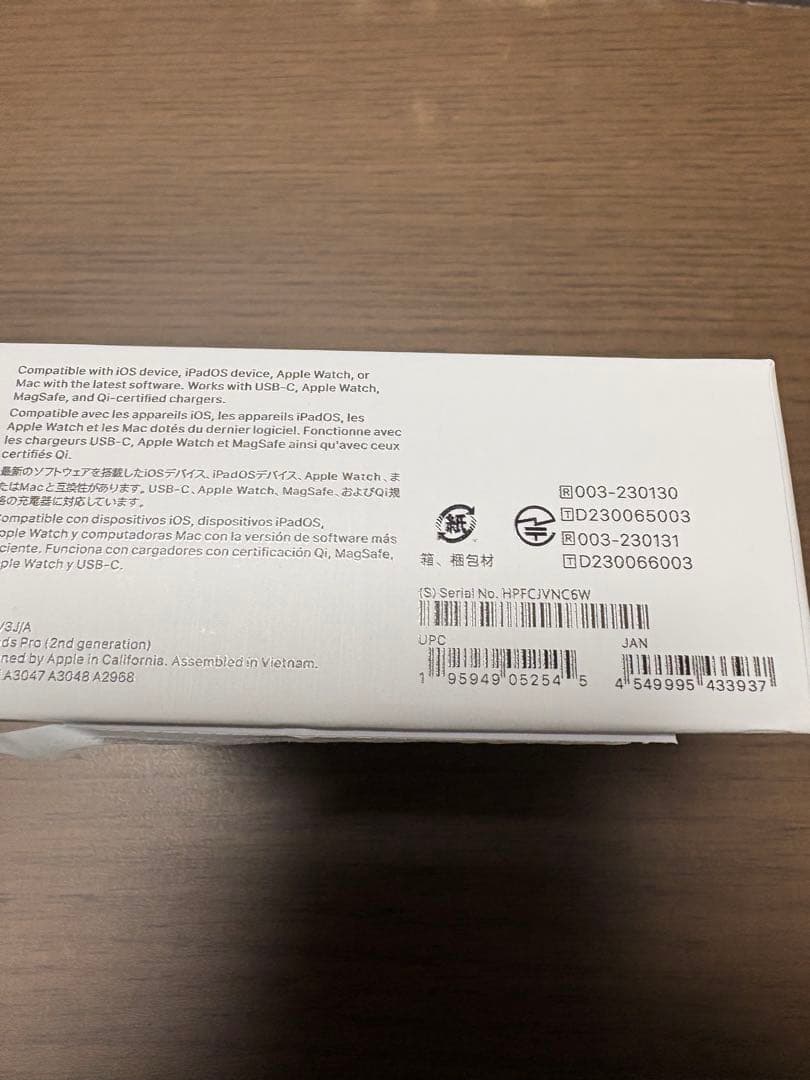 Compatible with iOS device, iPadOS device, Apple Watch, or
Mac with the latest software. Works with USB-C, Apple Watch,
MagSafe, and Qi-certified chargers.
Compatible avec les appareils iOS, les appareils iPadOS, les
Apple Watch et les Mac dotés du dernier logiciel. Fonctionne avec
les chargeurs USB-C, Apple Watch et MagSafe ainsi qu'avec ceux
certifiés Qi.
最新のソフトウェアを搭載したiOSデバイス、iPadOSデバイス、Apple Watch、ま
たはMacと互換性があります。USB-C、Apple Watch、MagSafe、およびQi規
格の充電器に対応しています。
Compatible con dispositivos iOS, dispositivos iPadOS,
Apple Watch y computadoras Mac con la versión de software más
ciente. Funciona con cargadores con certificación Qi, MagSafe,
ple Watch y USB-C.
V3J/A
ds Pro (2nd generation)
ned by Apple in California. Assembled in Vietnam.
A3047 A3048 A2968
紙
箱、梱包材
R 003-230130
T D230065003
R 003-230131
T D230066003
(S) Serial No. HPFCJVNC6W
UPC
1 95949 05254 5
JAN
4 549995 433937